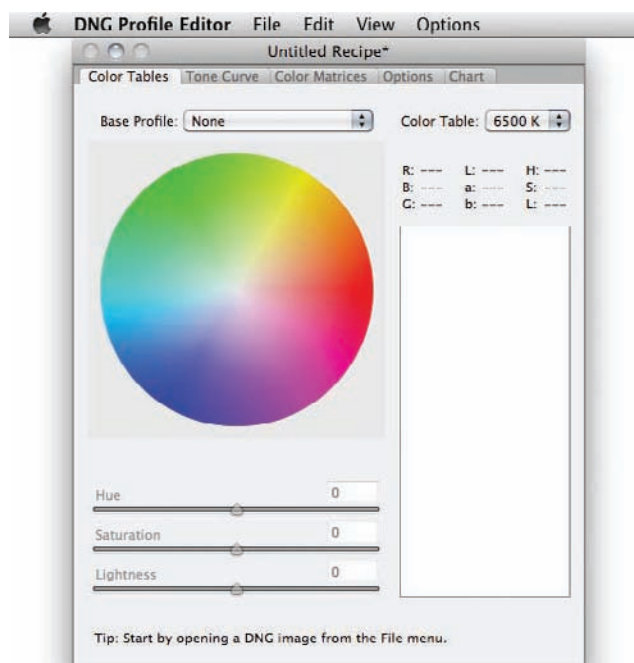 DNG Profile Editor File Edit View Options
Untitled Recipe*
Color Tables Tone Curve Color Matrices Options Chart
Base Profile: None
Color Table: 6500 K
R: --- L: --- H: ---
B: --- a: --- S: ---
G: --- b: --- L: ---
Hue 0
Saturation 0
Lightness 0
Tip: Start by opening a DNG image from the File menu.